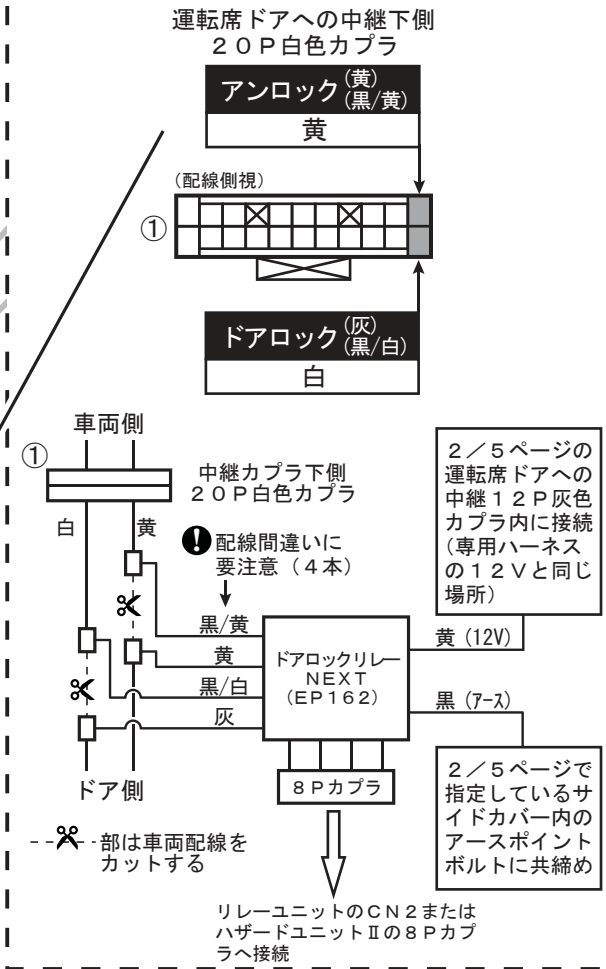 運転席ドアへの中継下側
２０Ｐ白色カプラ
アンロック(黄)
(黒/黄)
黄
(配線側視)
①
ドアロック(灰)
(黒/白)
白
車両側
①
中継カプラ下側
２０Ｐ白色カプラ
白
黄
配線間違いに
要注意（４本）
黒/黄
黄
黒/白
灰
ドアロックリレー
ＮＥＸＴ
(ＥＰ１６２)
８Ｐカプラ
黄 (12V)
黒 (ｱｰｽ)
２／５ページの
運転席ドアへの
中継１２Ｐ灰色
カプラ内に接続
(専用ハーネス
の１２Ｖと同じ
場所)
２／５ページで
指定しているサ
イドカバー内の
アースポイント
ボルトに共締め
ドア側
部は車両配線を
カットする
リレーユニットのＣＮ２または
ハザードユニットⅡの８Ｐカプ
ラへ接続